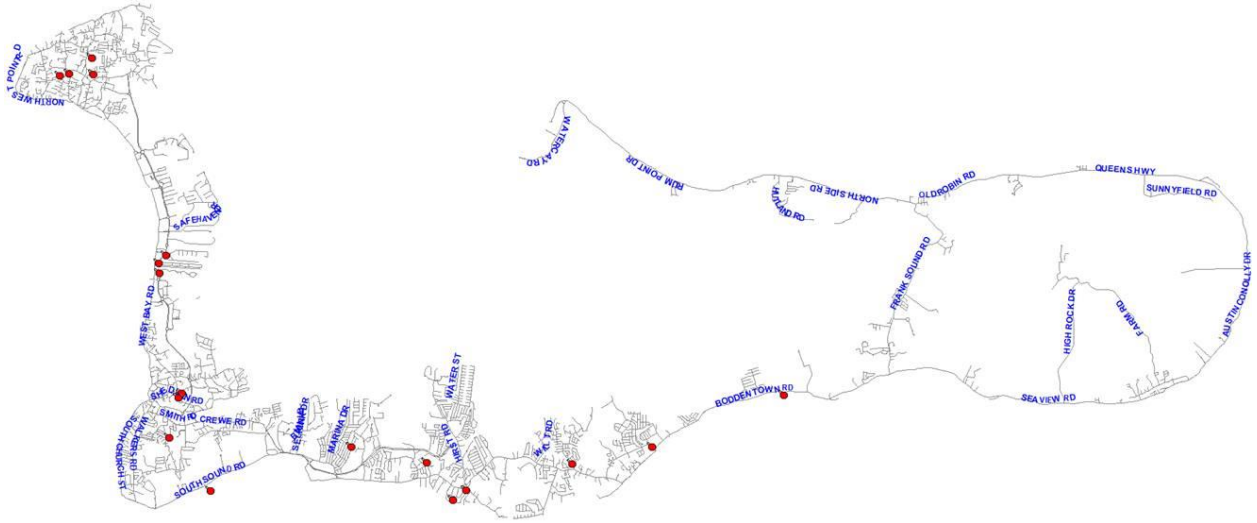 NORTH WEST POINT RD
WATERCAY RD
RUM POINT DR
HUTLAND RD
NORTH SIDE RD
OLD ROBIN RD
QUEENS HWY
SUNNYFIELD RD
SAFEHAVEN
FRANK SOUND RD
HIGH ROCK DR
FARM RD
AUSTIN CONOLLY DR
WEST BAY RD
SMITH RD
CREWE RD
SOUTH CHURCH ST
WALKERS RD
SOUTH SOUND RD
MARINA DR
WATER ST
HIRST RD
BODDEN TOWN RD
SEA VIEW RD